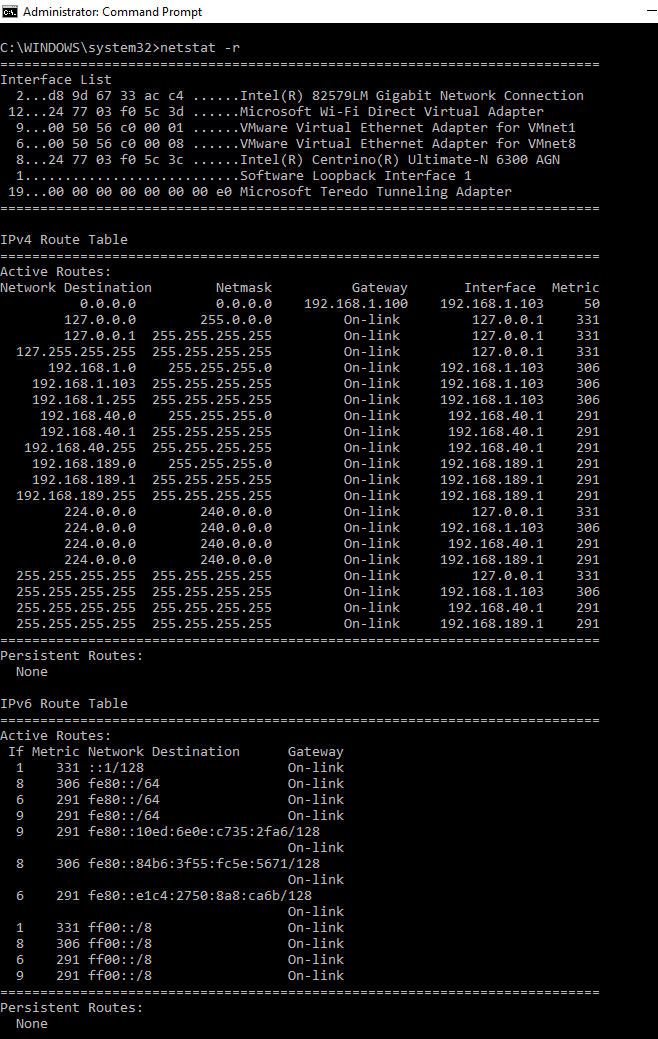 Administrator: Command Prompt
C:\WINDOWS\system32>netstat -r
===========================================================================
Interface List
  2...d8 9d 67 33 ac c4 ......Intel(R) 82579LM Gigabit Network Connection
 12...24 77 03 f0 5c 3d ......Microsoft Wi-Fi Direct Virtual Adapter
  9...00 50 56 c0 00 01 ......VMware Virtual Ethernet Adapter for VMnet1
  6...00 50 56 c0 00 08 ......VMware Virtual Ethernet Adapter for VMnet8
  8...24 77 03 f0 5c 3c ......Intel(R) Centrino(R) Ultimate-N 6300 AGN
  1...........................Software Loopback Interface 1
 19...00 00 00 00 00 00 00 e0 Microsoft Teredo Tunneling Adapter
===========================================================================
IPv4 Route Table
===========================================================================
Active Routes:
Network Destination        Netmask          Gateway       Interface  Metric
          0.0.0.0          0.0.0.0    192.168.1.100    192.168.1.103     50
        127.0.0.0        255.0.0.0         On-link         127.0.0.1    331
        127.0.0.1  255.255.255.255         On-link         127.0.0.1    331
  127.255.255.255  255.255.255.255         On-link         127.0.0.1    331
      192.168.1.0    255.255.255.0         On-link     192.168.1.103    306
    192.168.1.103  255.255.255.255         On-link     192.168.1.103    306
    192.168.1.255  255.255.255.255         On-link     192.168.1.103    306
     192.168.40.0    255.255.255.0         On-link      192.168.40.1    291
     192.168.40.1  255.255.255.255         On-link      192.168.40.1    291
   192.168.40.255  255.255.255.255         On-link      192.168.40.1    291
    192.168.189.0    255.255.255.0         On-link     192.168.189.1    291
    192.168.189.1  255.255.255.255         On-link     192.168.189.1    291
  192.168.189.255  255.255.255.255         On-link     192.168.189.1    291
        224.0.0.0        240.0.0.0         On-link         127.0.0.1    331
        224.0.0.0        240.0.0.0         On-link     192.168.1.103    306
        224.0.0.0        240.0.0.0         On-link      192.168.40.1    291
        224.0.0.0        240.0.0.0         On-link     192.168.189.1    291
  255.255.255.255  255.255.255.255         On-link         127.0.0.1    331
  255.255.255.255  255.255.255.255         On-link     192.168.1.103    306
  255.255.255.255  255.255.255.255         On-link      192.168.40.1    291
  255.255.255.255  255.255.255.255         On-link     192.168.189.1    291
===========================================================================
Persistent Routes:
  None
IPv6 Route Table
===========================================================================
Active Routes:
 If Metric Network Destination      Gateway
  1    331 ::1/128                  On-link
  8    306 fe80::/64                On-link
  6    291 fe80::/64                On-link
  9    291 fe80::/64                On-link
  9    291 fe80::10ed:6e0e:c735:2fa6/128
                                    On-link
  8    306 fe80::84b6:3f55:fc5e:5671/128
                                    On-link
  6    291 fe80::e1c4:2750:8a8:ca6b/128
                                    On-link
  1    331 ff00::/8                 On-link
  8    306 ff00::/8                 On-link
  6    291 ff00::/8                 On-link
  9    291 ff00::/8                 On-link
===========================================================================
Persistent Routes:
  None